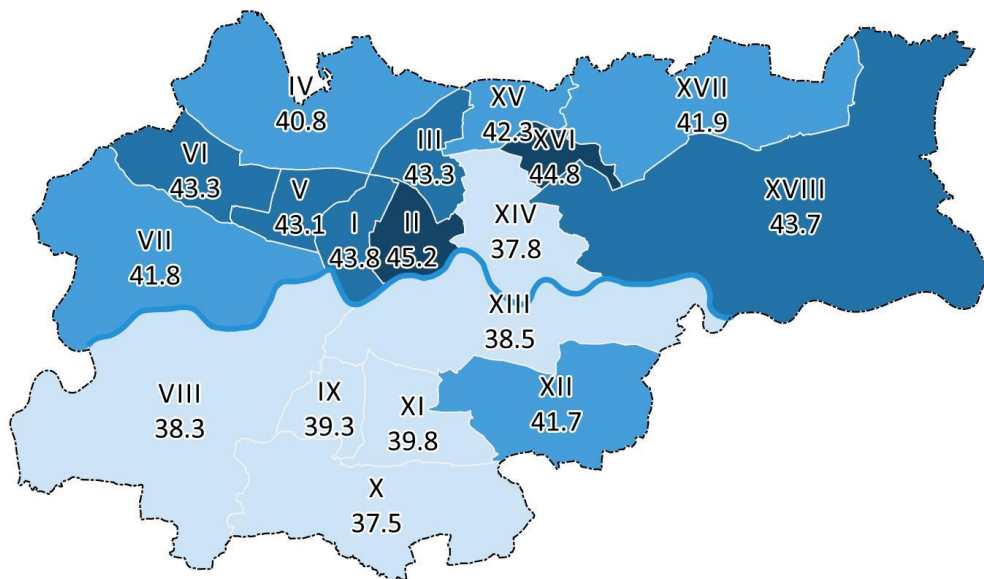 IV
40.8
XV
42.3
XVII
41.9
III
43.3
XVI
44.8
VI
43.3
V
43.1
I
43.8
II
45.2
XIV
37.8
XVIII
43.7
VII
41.8
XIII
38.5
VIII
38.3
IX
39.3
XI
39.8
XII
41.7
X
37.5